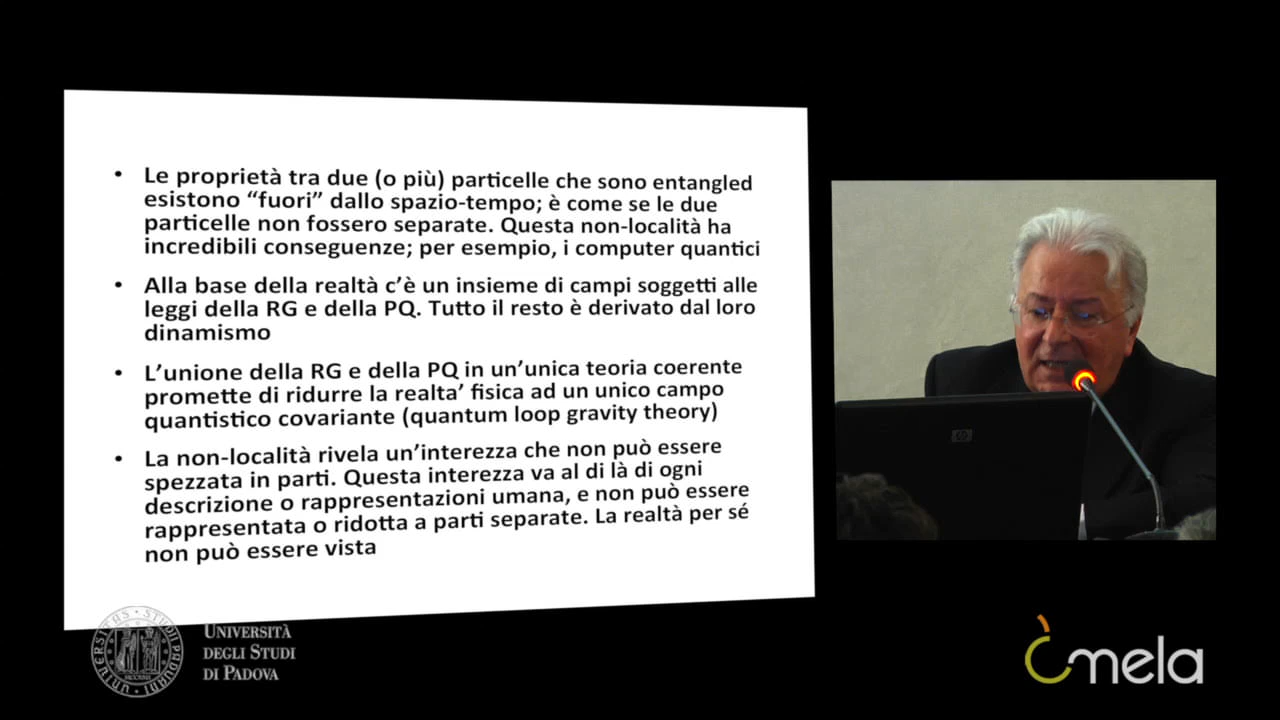 • Le proprietà tra due (o più) particelle che sono entangled
esistono “fuori” dallo spazio-tempo; è come se le due
particelle non fossero separate. Questa non-località ha
incredibili conseguenze; per esempio, i computer quantici
• Alla base della realtà c’è un insieme di campi soggetti alle
leggi della RG e della PQ. Tutto il resto è derivato dal loro
dinamismo
• L’unione della RG e della PQ in un’unica teoria coerente
promette di ridurre la realta’ fisica ad un unico campo
quantistico covariante (quantum loop gravity theory)
• La non-località rivela un’interezza che non può essere
spezzata in parti. Questa interezza va al di là di ogni
descrizione o rappresentazioni umana, e non può essere
rappresentata o ridotta a parti separate. La realtà per sé
non può essere vista
hp
UNIVERSITÀ
DEGLI STUDI
DI PADOVA
mela